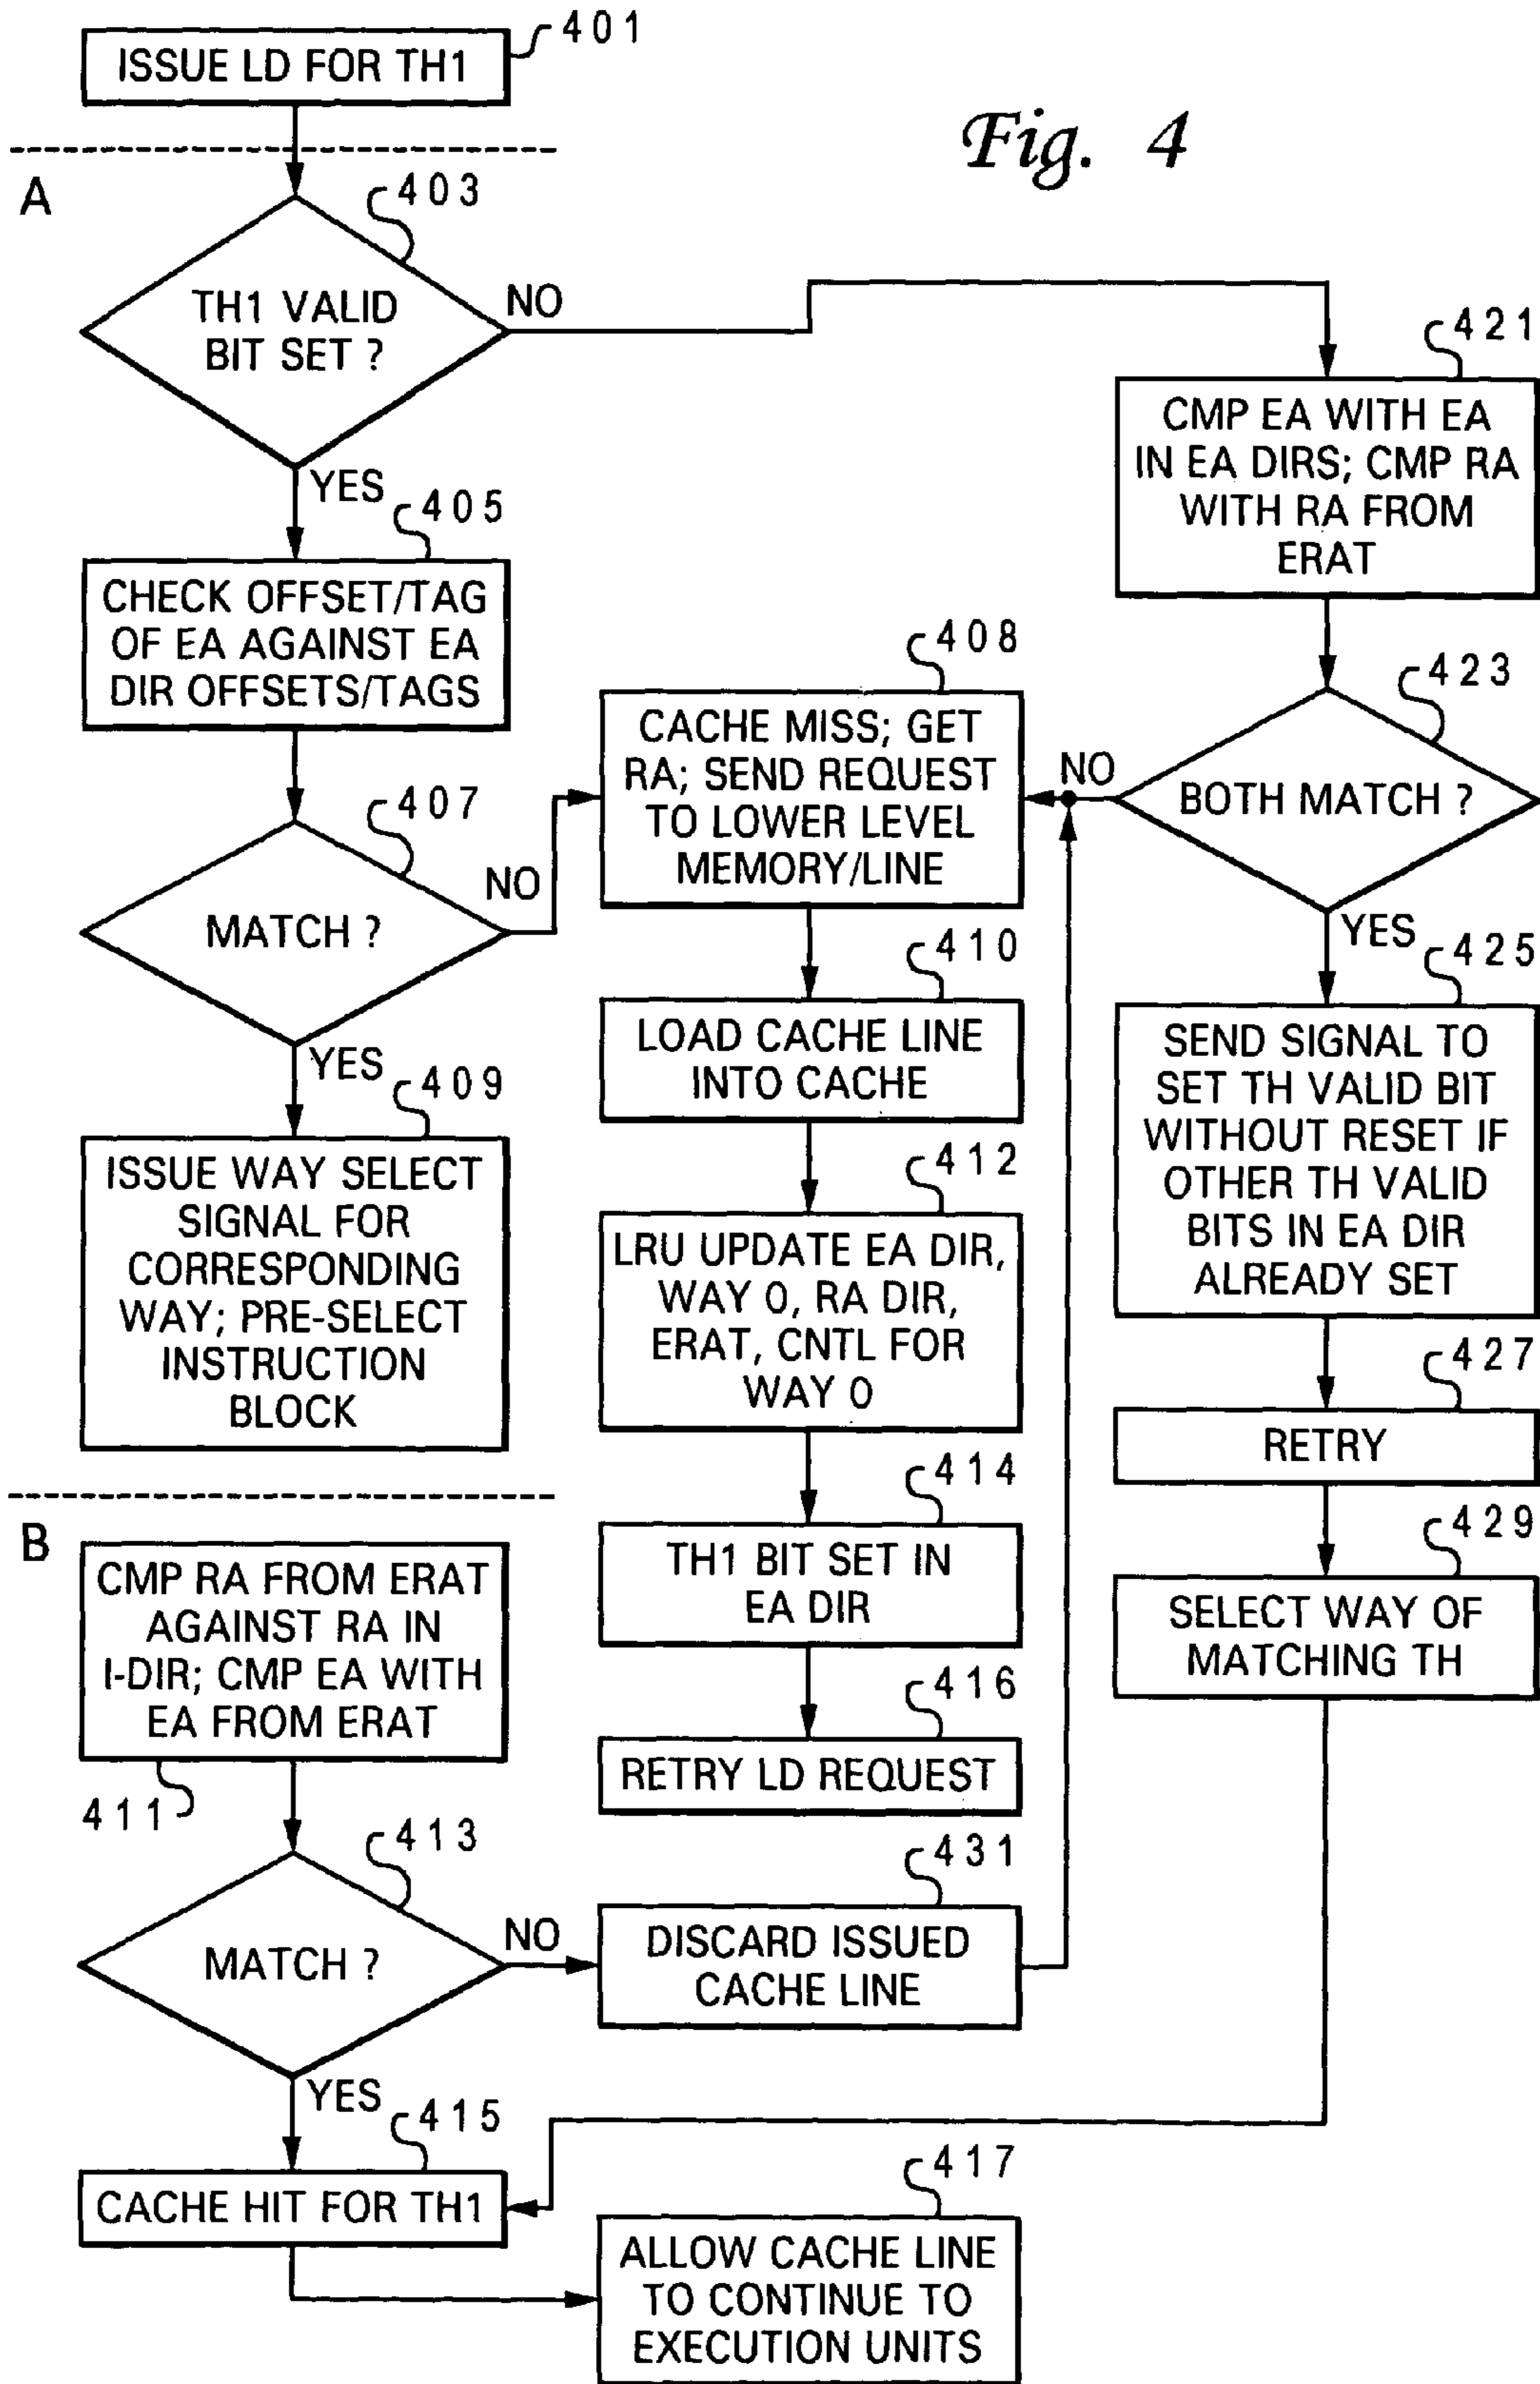 401
ISSUE LD FOR TH1
Fig. 4
A
403
TH1 VALID
BIT SET ?
NO
YES
405
CHECK OFFSET/TAG
OF EA AGAINST EA
DIR OFFSETS/TAGS
407
MATCH ?
NO
YES
409
ISSUE WAY SELECT
SIGNAL FOR
CORRESPONDING
WAY; PRE-SELECT
INSTRUCTION
BLOCK
408
CACHE MISS; GET
RA; SEND REQUEST
TO LOWER LEVEL
MEMORY/LINE
410
LOAD CACHE LINE
INTO CACHE
412
LRU UPDATE EA DIR,
WAY 0, RA DIR,
ERAT, CNTL FOR
WAY 0
414
TH1 BIT SET IN
EA DIR
416
RETRY LD REQUEST
421
CMP EA WITH EA
IN EA DIRS; CMP RA
WITH RA FROM
ERAT
423
BOTH MATCH ?
NO
YES
425
SEND SIGNAL TO
SET TH VALID BIT
WITHOUT RESET IF
OTHER TH VALID
BITS IN EA DIR
ALREADY SET
427
RETRY
429
SELECT WAY OF
MATCHING TH
B
CMP RA FROM ERAT
AGAINST RA IN
I-DIR; CMP EA WITH
EA FROM ERAT
411
413
MATCH ?
NO
YES
431
DISCARD ISSUED
CACHE LINE
415
CACHE HIT FOR TH1
417
ALLOW CACHE LINE
TO CONTINUE TO
EXECUTION UNITS